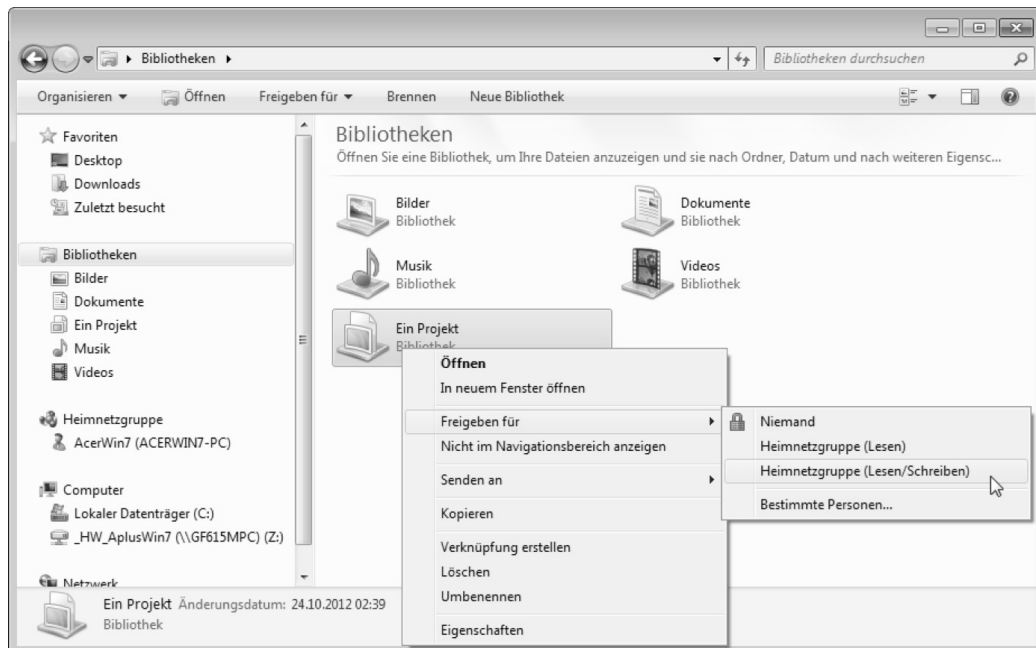 Bibliotheken
Bibliotheken durchsuchen
Organisieren Öffnen Freigeben für Brennen Neue Bibliothek
Favoriten
Desktop
Downloads
Zuletzt besucht
Bibliotheken
Bilder
Dokumente
Ein Projekt
Musik
Videos
Heimnetzgruppe
AcerWin7 (ACERWIN7-PC)
Computer
Lokaler Datenträger (C:)
_HW_AplusWin7 (\\GF615MPC) (Z:)
Netzwerk
Bibliotheken
Öffnen Sie eine Bibliothek, um Ihre Dateien anzuzeigen und sie nach Ordner, Datum und nach weiteren Eigensc...
Bilder
Bibliothek
Dokumente
Bibliothek
Musik
Bibliothek
Videos
Bibliothek
Ein Projekt
Bibliothek
Öffnen
In neuem Fenster öffnen
Freigeben für
Nicht im Navigationsbereich anzeigen
Senden an
Kopieren
Verknüpfung erstellen
Löschen
Umbenennen
Eigenschaften
Niemand
Heimnetzgruppe (Lesen)
Heimnetzgruppe (Lesen/Schreiben)
Bestimmte Personen...
Ein Projekt Änderungsdatum: 24.10.2012 02:39
Bibliothek